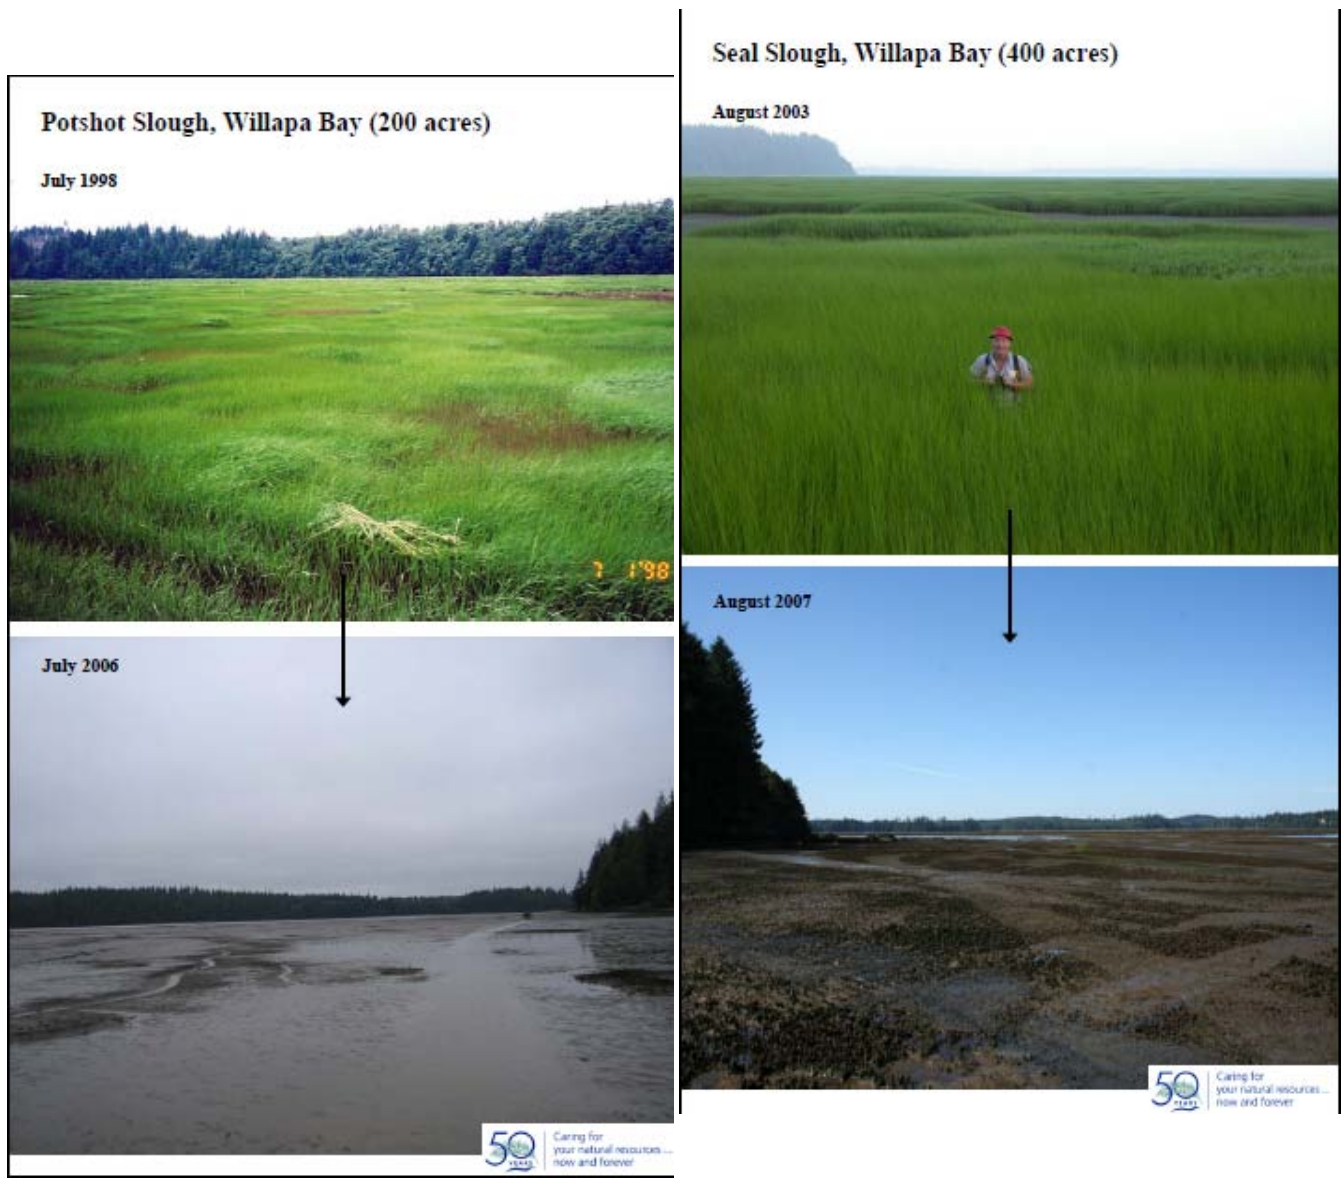 Potshot Slough, Willapa Bay (200 acres)
July 1998
7 1'98
July 2006
50
YEARS
Caring for
your natural resources ...
now and forever
Seal Slough, Willapa Bay (400 acres)
August 2003
August 2007
50
YEARS
Caring for
your natural resources ...
now and forever